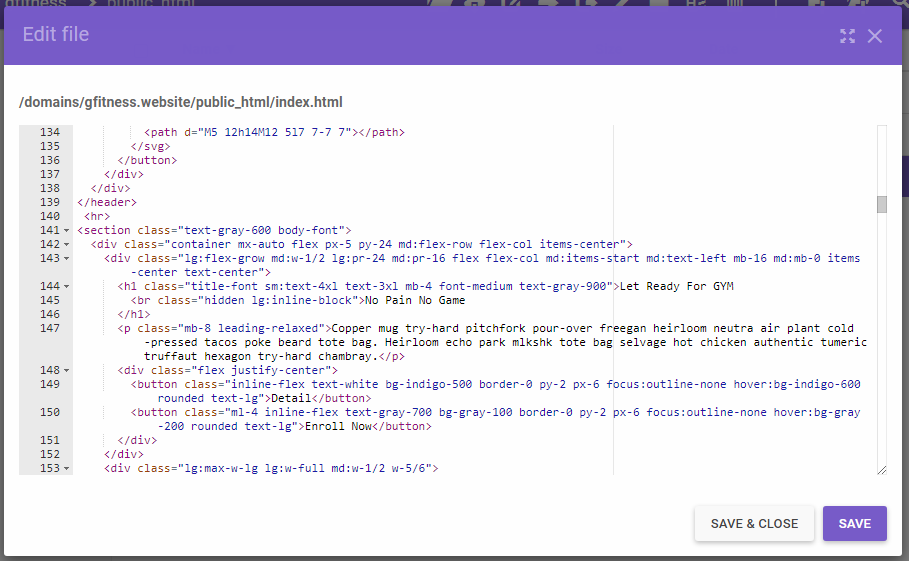 gfitness > public_html
Edit file
/domains/gfitness.website/public_html/index.html
134 <path d="M5 12h14M12 5l7 7-7 7"></path>
135 </svg>
136 </button>
137 </div>
138 </div>
139 </header>
140 <hr>
141 <section class="text-gray-600 body-font">
142 <div class="container mx-auto flex px-5 py-24 md:flex-row flex-col items-center">
143 <div class="lg:flex-grow md:w-1/2 lg:pr-24 md:pr-16 flex flex-col md:items-start md:text-left mb-16 md:mb-0 items
-center text-center">
144 <h1 class="title-font sm:text-4xl text-3xl mb-4 font-medium text-gray-900">Let Ready For GYM
145 <br class="hidden lg:inline-block">No Pain No Game
146 </h1>
147 <p class="mb-8 leading-relaxed">Copper mug try-hard pitchfork pour-over freegan heirloom neutra air plant cold
-pressed tacos poke beard tote bag. Heirloom echo park mlkshk tote bag selvage hot chicken authentic tumeric
truffaut hexagon try-hard chambray.</p>
148 <div class="flex justify-center">
149 <button class="inline-flex text-white bg-indigo-500 border-0 py-2 px-6 focus:outline-none hover:bg-indigo-600
rounded text-lg">Detail</button>
150 <button class="ml-4 inline-flex text-gray-700 bg-gray-100 border-0 py-2 px-6 focus:outline-none hover:bg-gray
-200 rounded text-lg">Enroll Now</button>
151 </div>
152 </div>
153 <div class="lg:max-w-lg lg:w-full md:w-1/2 w-5/6">
SAVE & CLOSE
SAVE